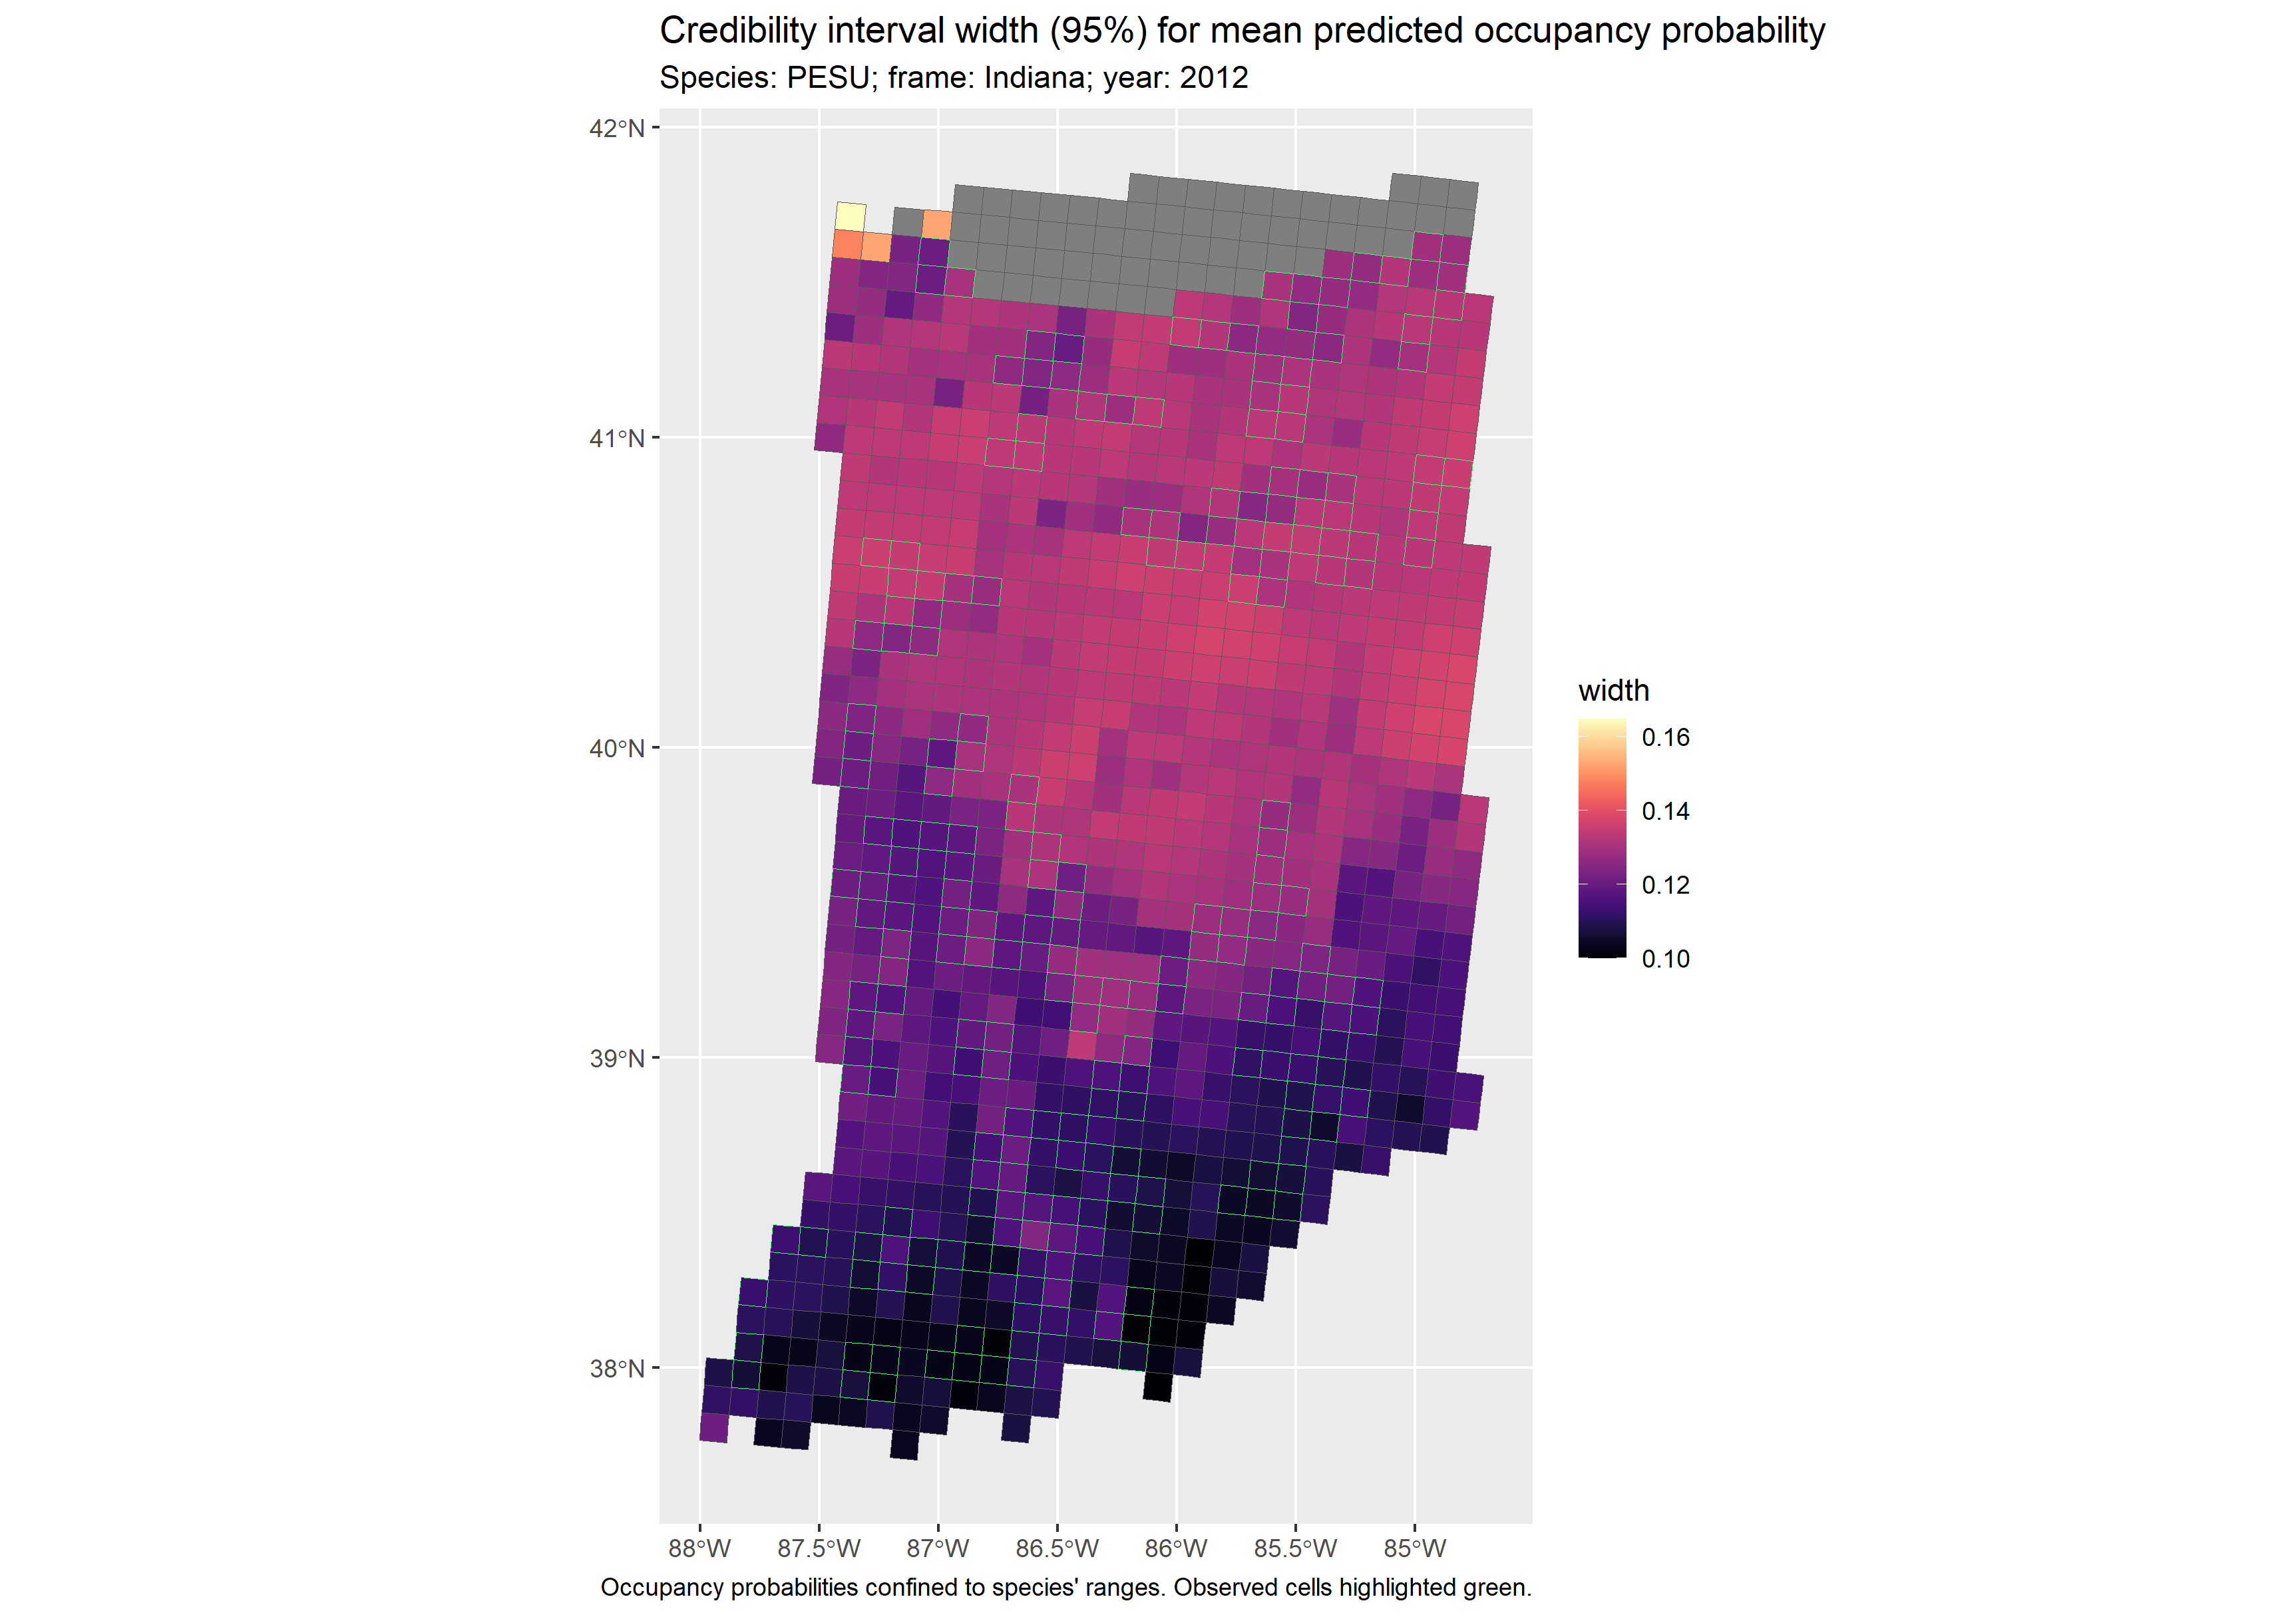 Credibility interval width (95%) for mean predicted occupancy probability
Species: PESU; frame: Indiana; year: 2012
42°N
41°N
40°N
39°N
38°N
88°W 87.5°W 87°W 86.5°W 86°W 85.5°W 85°W
width
0.16
0.14
0.12
0.10
Occupancy probabilities confined to species' ranges. Observed cells highlighted green.